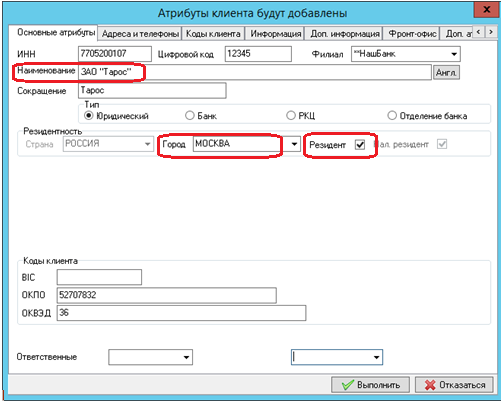 Атрибуты клиента будут добавлены
Основные атрибуты Адреса и телефоны Коды клиента Информация Доп. информация Фронт-офис Доп. ат
ИНН 7705200107 Цифровой код 12345 Филиал **НашБанк
Наименование ЗАО "Тарос" Англ.
Сокращение Тарос
Тип
Юридический Банк РКЦ Отделение банка
Резидентность
Страна РОССИЯ Город МОСКВА Резидент ал. резидент
Коды клиента
BIC
ОКПО 52707832
ОКВЭД 36
Ответственные
Выполнить Отказаться